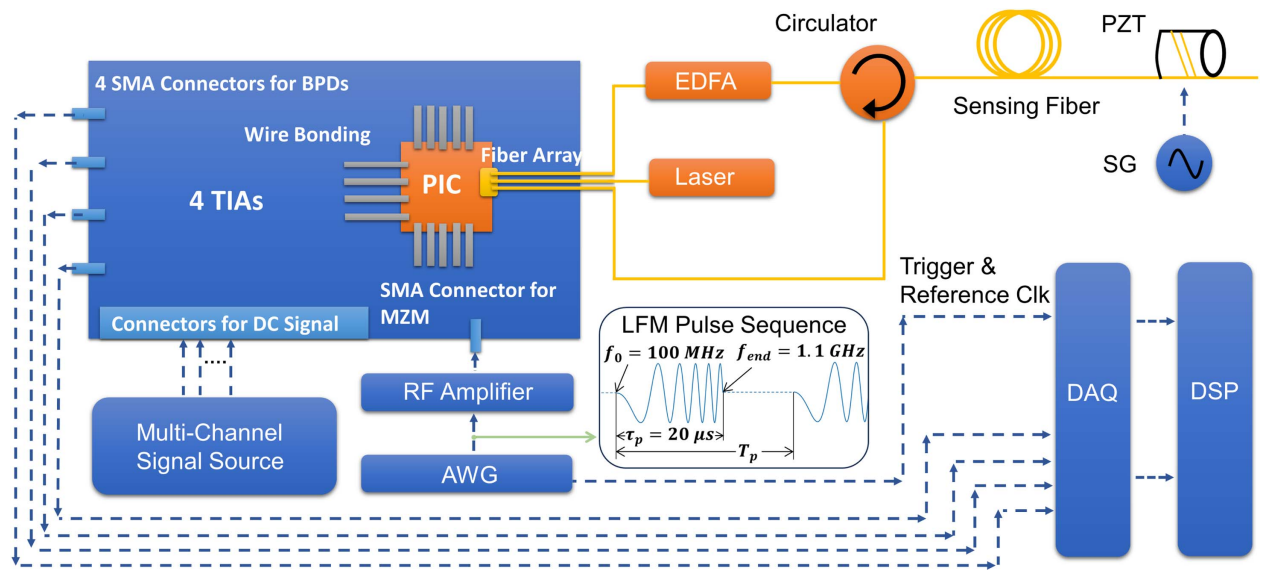 Circulator
PZT
4 SMA Connectors for BPDs
EDFA
Sensing Fiber
Wire Bonding
Fiber Array
PIC
Laser
SG
4 TIAs
Trigger &
Reference Clk
SMA Connector for
MZM
Connectors for DC Signal
LFM Pulse Sequence
f₀ = 100 MHz
f_end = 1.1 GHz
....
RF Amplifier
DAQ
DSP
Multi-Channel
Signal Source
τₚ = 20 μs
Tₚ
AWG